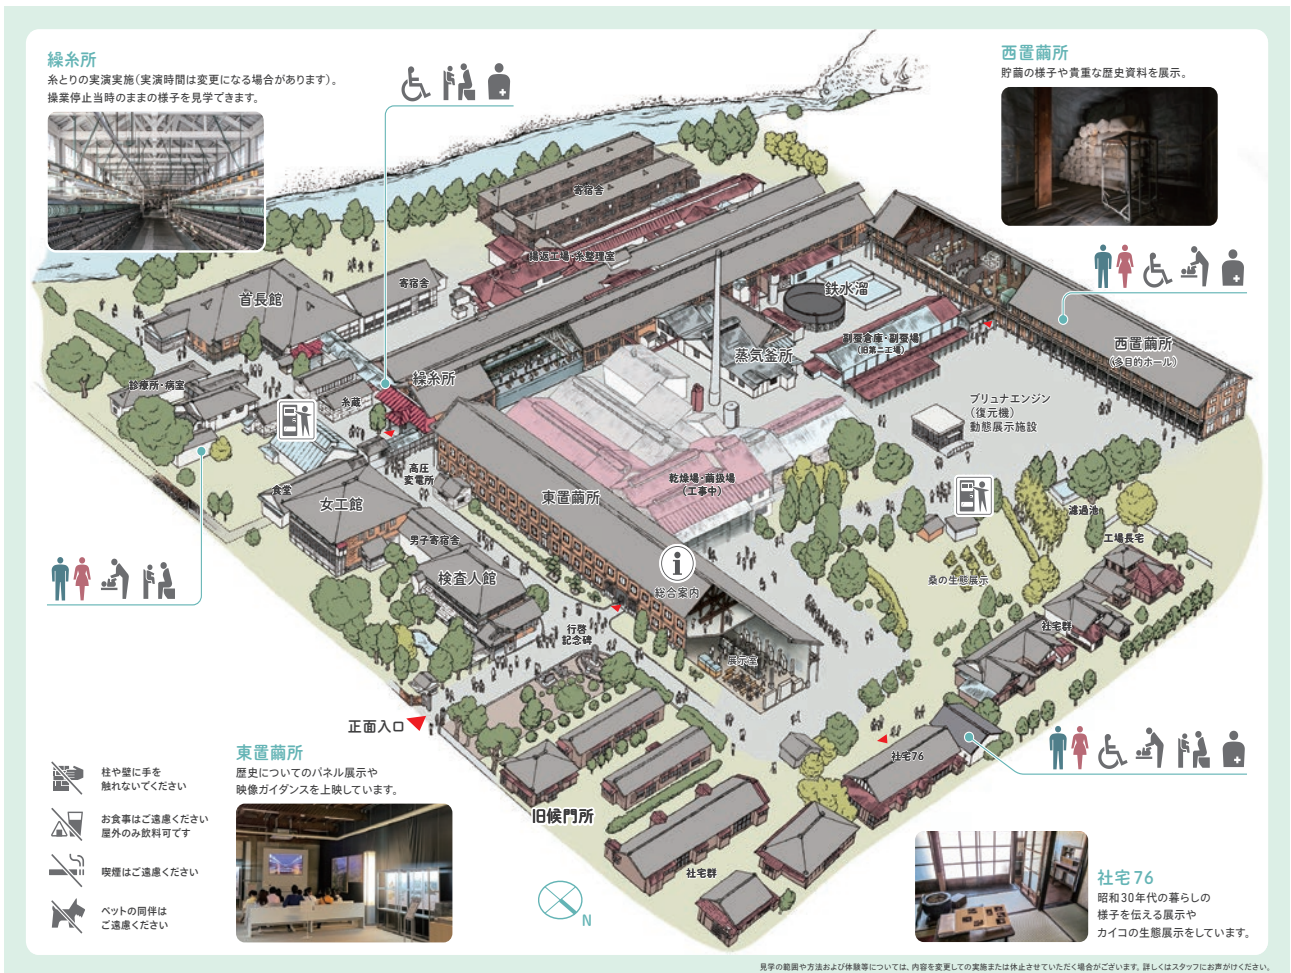 繰糸所
糸とりの実演実施(実演時間は変更になる場合があります)。
操業停止当時のままの様子を見学できます。
西置繭所
貯繭の様子や貴重な歴史資料を展示。
寄宿舎
揚返工場・糸整理室
首長館
寄宿舎
鉄水溜
副蚕倉庫・副蚕場
(旧第二工場)
蒸気釜所
西置繭所
(多目的ホール)
診療所・病室
糸蔵
繰糸所
ブリュナエンジン
(復元機)
動態展示施設
高圧
変電所
食堂
女工館
東置繭所
乾燥場・繭扱場
(工事中)
濾過池
工場長宅
男子寄宿舎
検査人館
i
総合案内
桑の生態展示
行啓
記念碑
展示室
社宅群
正面入口
社宅76
旧候門所
社宅群
東置繭所
歴史についてのパネル展示や
映像ガイダンスを上映しています。
柱や壁に手を
触れないでください
お食事はご遠慮ください
屋外のみ飲料可です
喫煙はご遠慮ください
ペットの同伴は
ご遠慮ください
N
社宅76
昭和30年代の暮らしの
様子を伝える展示や
カイコの生態展示をしています。
見学の範囲や方法および体験等については、内容を変更しての実施または休止させていただく場合がございます。詳しくはスタッフにお声がけください。